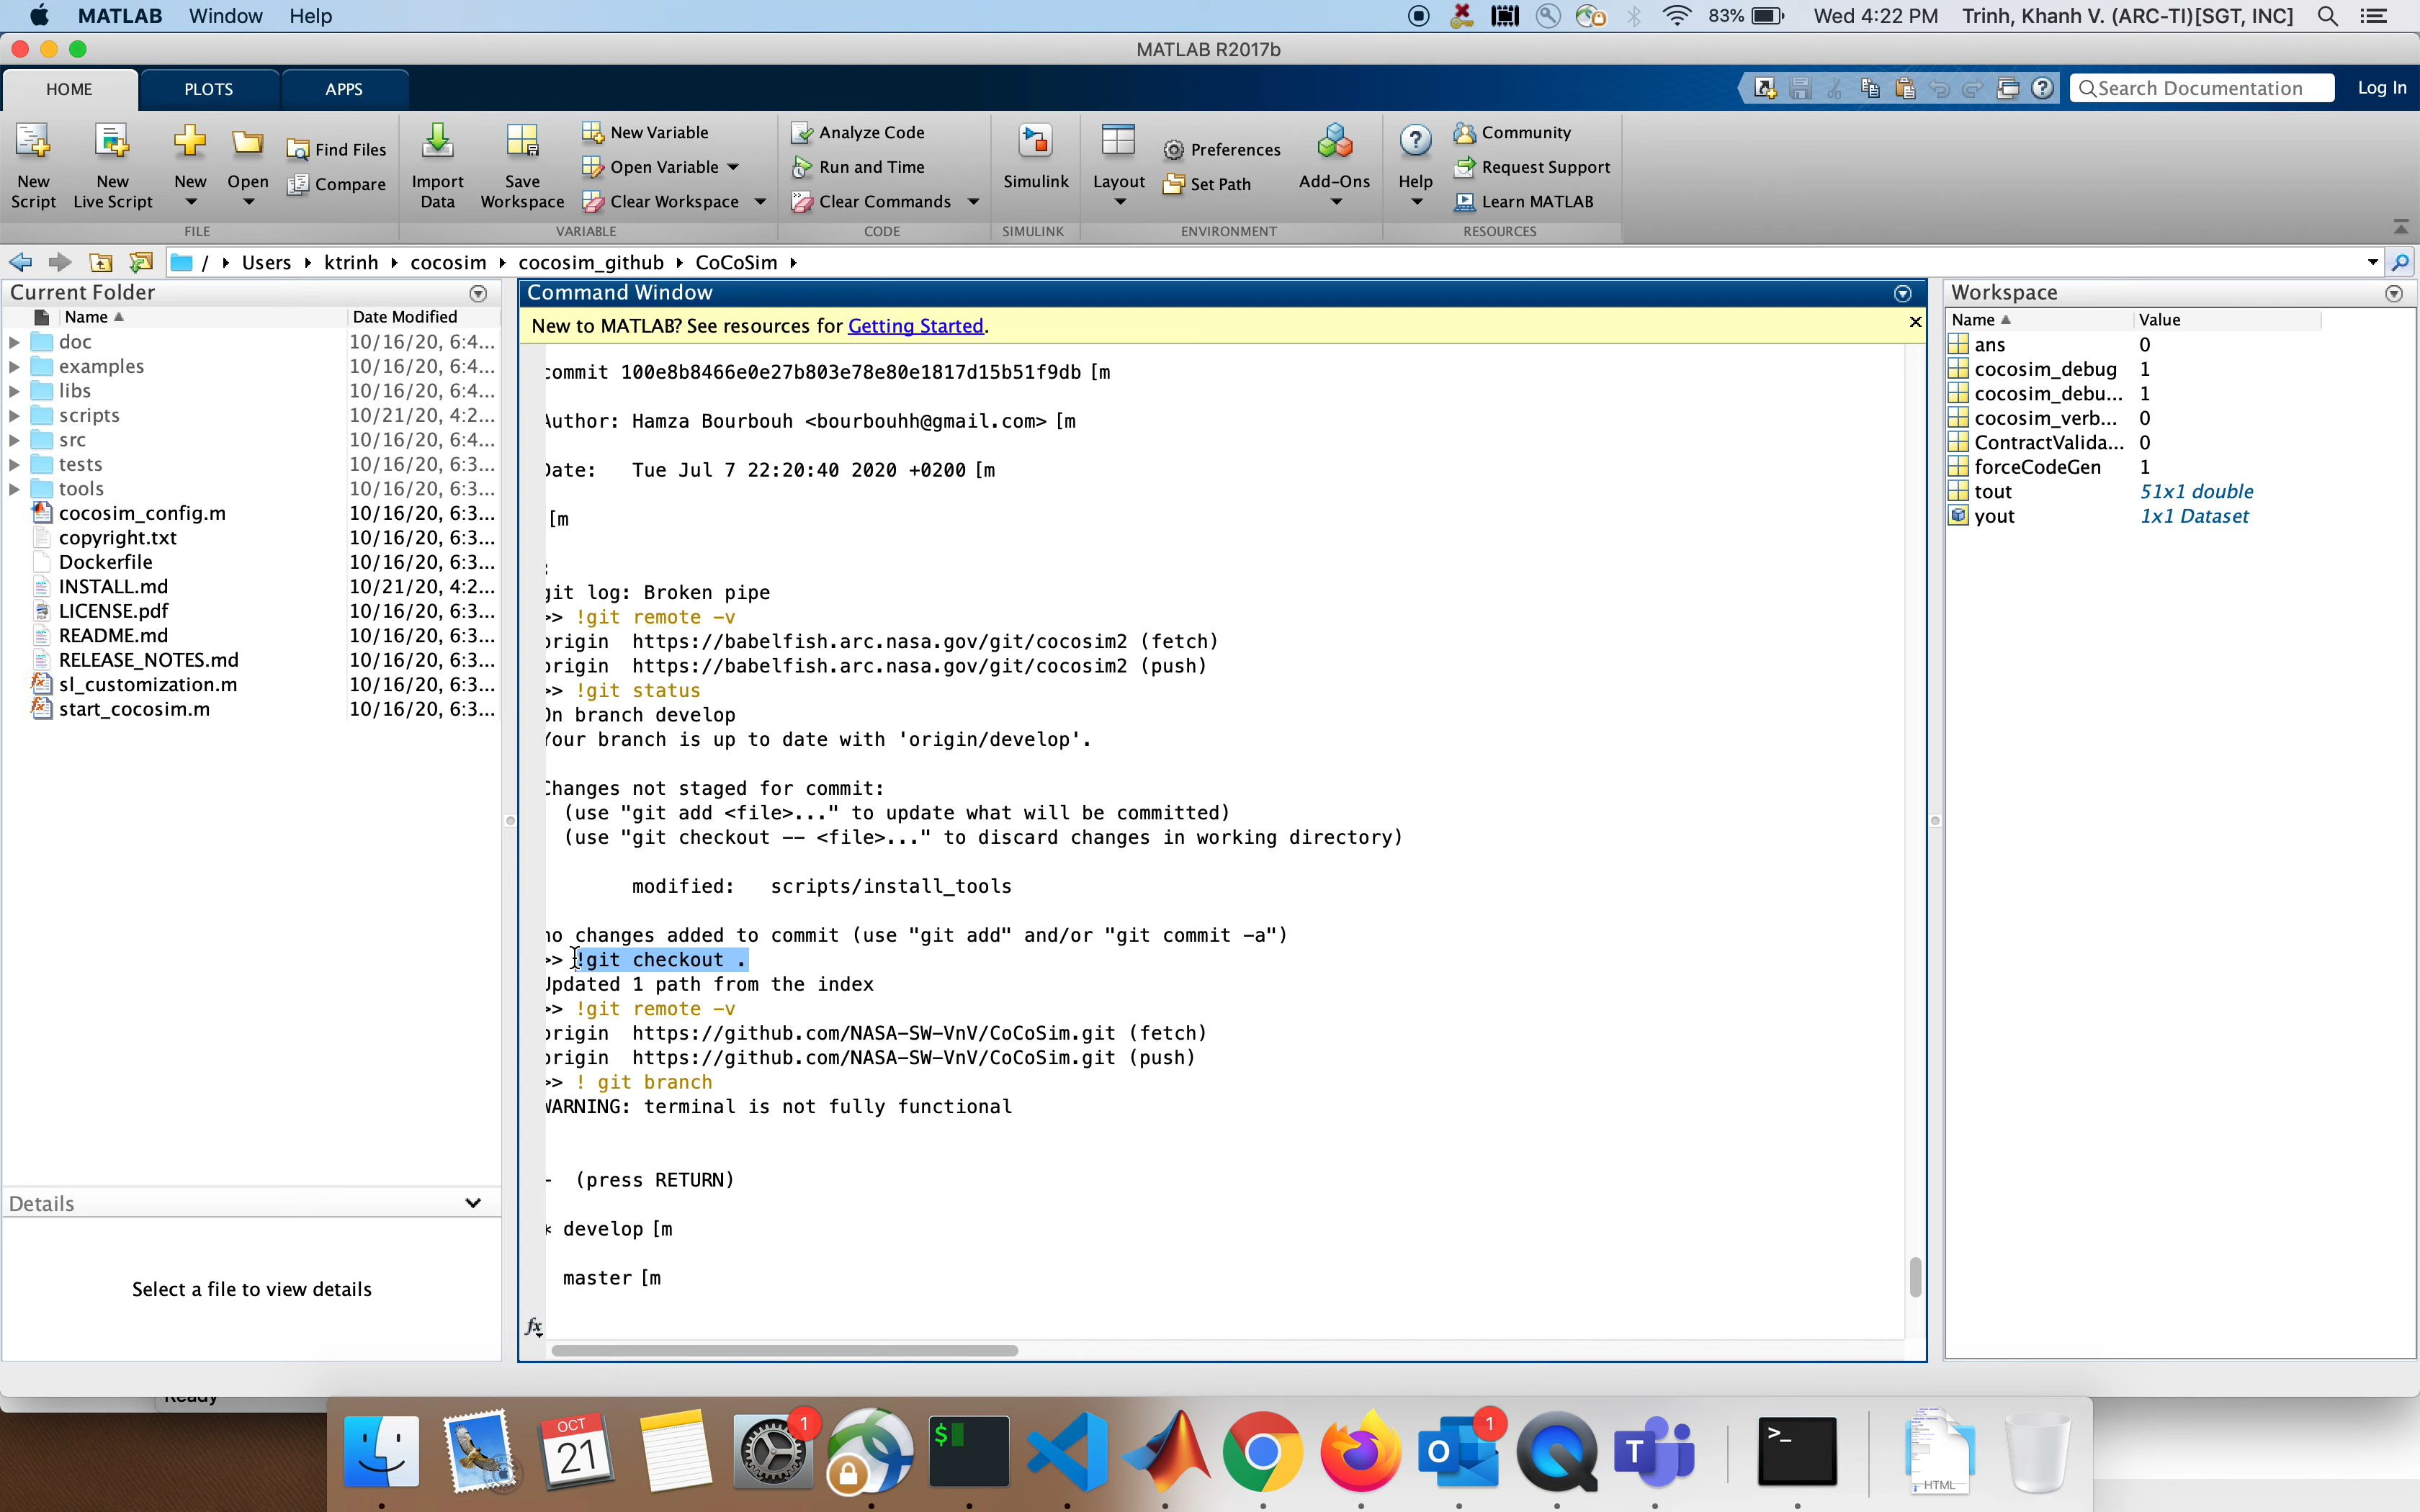 MATLAB Window Help 83% Wed 4:22 PM Trinh, Khanh V. (ARC-TI)[SGT, INC]
MATLAB R2017b
HOME PLOTS APPS Search Documentation Log In
New Script
New Live Script
New
Open
Find Files
Compare
FILE
Import Data
Save Workspace
New Variable
Open Variable
Clear Workspace
VARIABLE
Analyze Code
Run and Time
Clear Commands
CODE
Simulink
SIMULINK
Layout
Preferences
Set Path
Add-Ons
ENVIRONMENT
Help
Community
Request Support
Learn MATLAB
RESOURCES
/ Users ktrinh cocosim cocosim_github CoCoSim
Current Folder
Name Date Modified
doc 10/16/20, 6:4...
examples 10/16/20, 6:4...
libs 10/16/20, 6:4...
scripts 10/21/20, 4:2...
src 10/16/20, 6:4...
tests 10/16/20, 6:3...
tools 10/16/20, 6:3...
cocosim_config.m 10/16/20, 6:3...
copyright.txt 10/16/20, 6:3...
Dockerfile 10/16/20, 6:3...
INSTALL.md 10/21/20, 4:2...
LICENSE.pdf 10/16/20, 6:3...
README.md 10/16/20, 6:3...
RELEASE_NOTES.md 10/16/20, 6:3...
sl_customization.m 10/16/20, 6:3...
start_cocosim.m 10/16/20, 6:3...
Details
Select a file to view details
Command Window
New to MATLAB? See resources for Getting Started.
commit 100e8b8466e0e27b803e78e80e1817d15b51f9db [m
Author: Hamza Bourbouh <bourbouhh@gmail.com> [m
Date:   Tue Jul 7 22:20:40 2020 +0200 [m
[m
:
git log: Broken pipe
>> !git remote -v
origin  https://babelfish.arc.nasa.gov/git/cocosim2 (fetch)
origin  https://babelfish.arc.nasa.gov/git/cocosim2 (push)
>> !git status
On branch develop
Your branch is up to date with 'origin/develop'.
Changes not staged for commit:
(use "git add <file>..." to update what will be committed)
(use "git checkout -- <file>..." to discard changes in working directory)
modified:   scripts/install_tools
no changes added to commit (use "git add" and/or "git commit -a")
>> !git checkout .
Updated 1 path from the index
>> !git remote -v
origin  https://github.com/NASA-SW-VnV/CoCoSim.git (fetch)
origin  https://github.com/NASA-SW-VnV/CoCoSim.git (push)
>> ! git branch
WARNING: terminal is not fully functional
-  (press RETURN)
* develop [m
master [m
fx
Workspace
Name Value
ans 0
cocosim_debug 1
cocosim_debu... 1
cocosim_verb... 0
ContractValida... 0
forceCodeGen 1
tout 51x1 double
yout 1x1 Dataset
Ready
OCT
21
1
$
O
1
T
>_
HTML